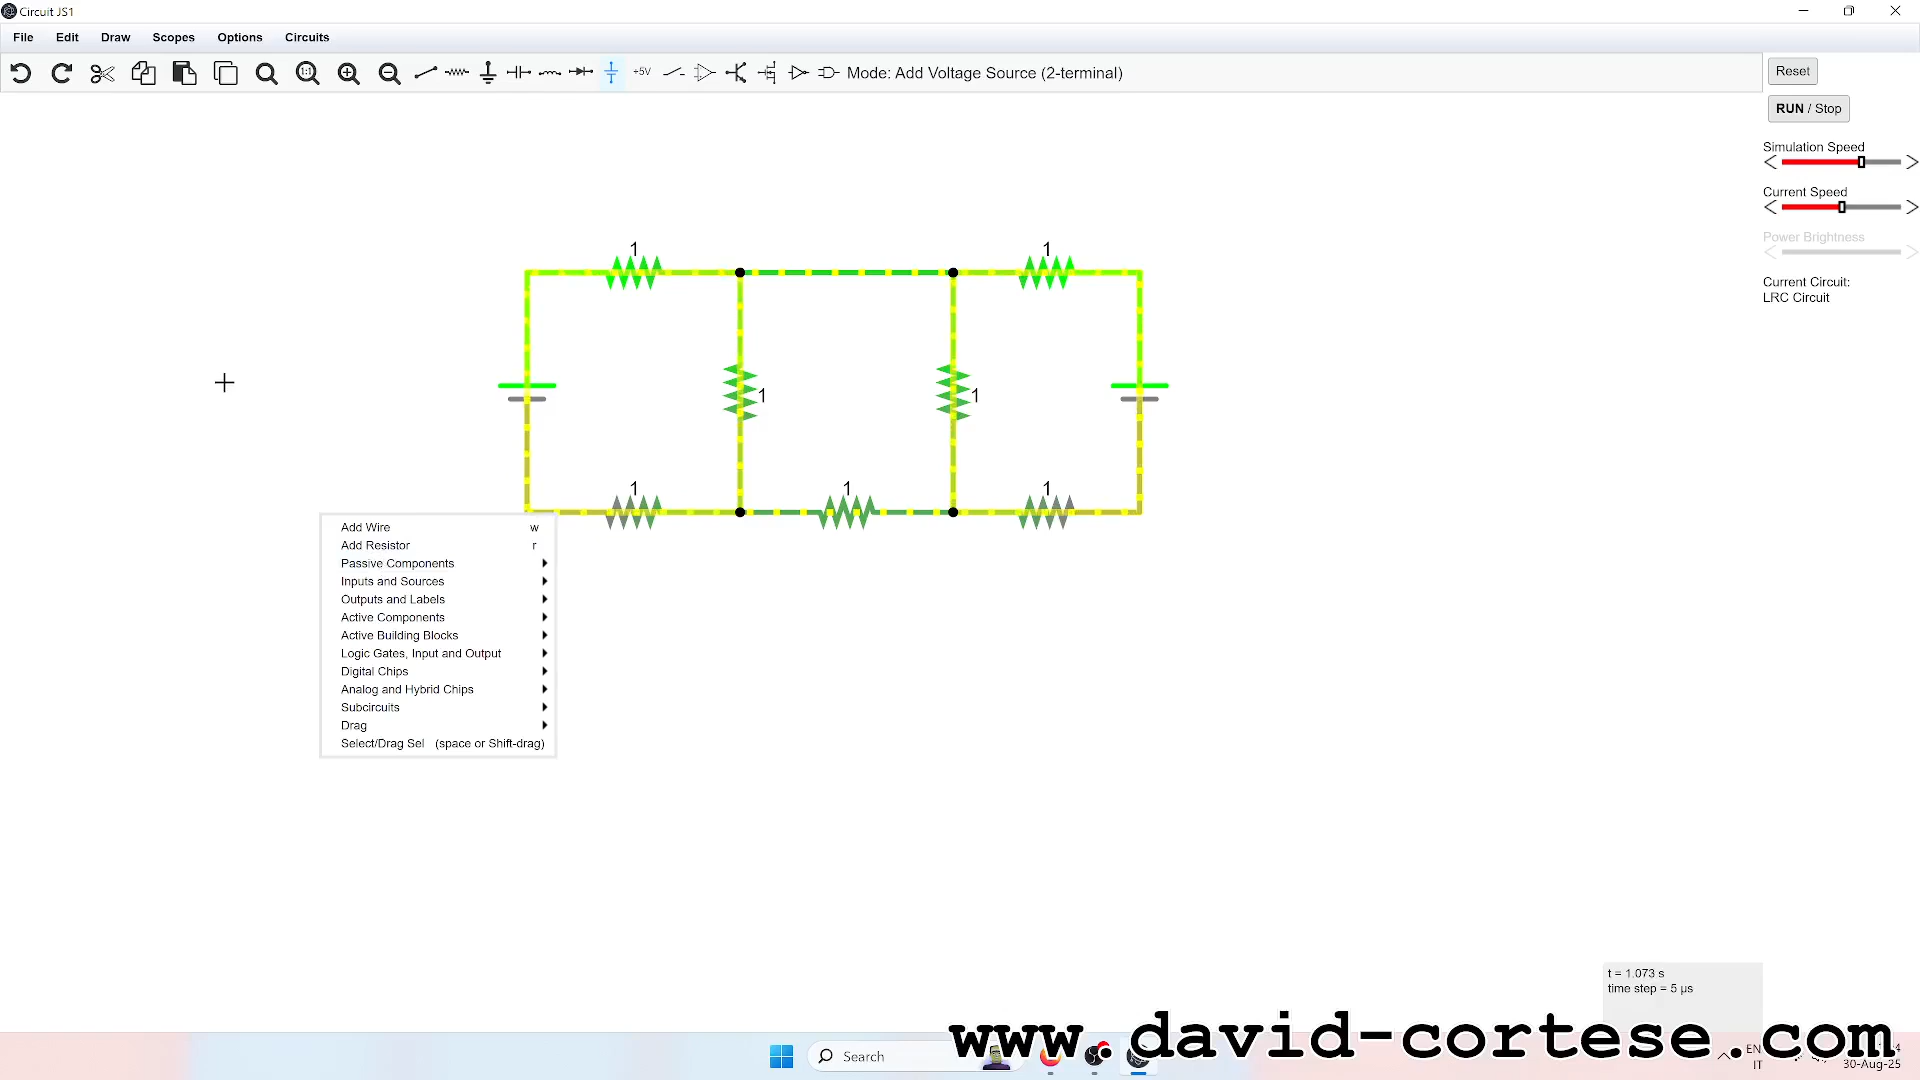 Circuit JS1
File Edit Draw Scopes Options Circuits
1:1 +5V Mode: Add Voltage Source (2-terminal)
Reset
RUN / Stop
Simulation Speed
Current Speed
Power Brightness
Current Circuit:
LRC Circuit
1 1
1 1
1 1 1
Add Wire w
Add Resistor r
Passive Components
Inputs and Sources
Outputs and Labels
Active Components
Active Building Blocks
Logic Gates, Input and Output
Digital Chips
Analog and Hybrid Chips
Subcircuits
Drag
Select/Drag Sel (space or Shift-drag)
t = 1.073 s
time step = 5 µs
www.david-cortese.com
Search
EN
IT
30-Aug-25